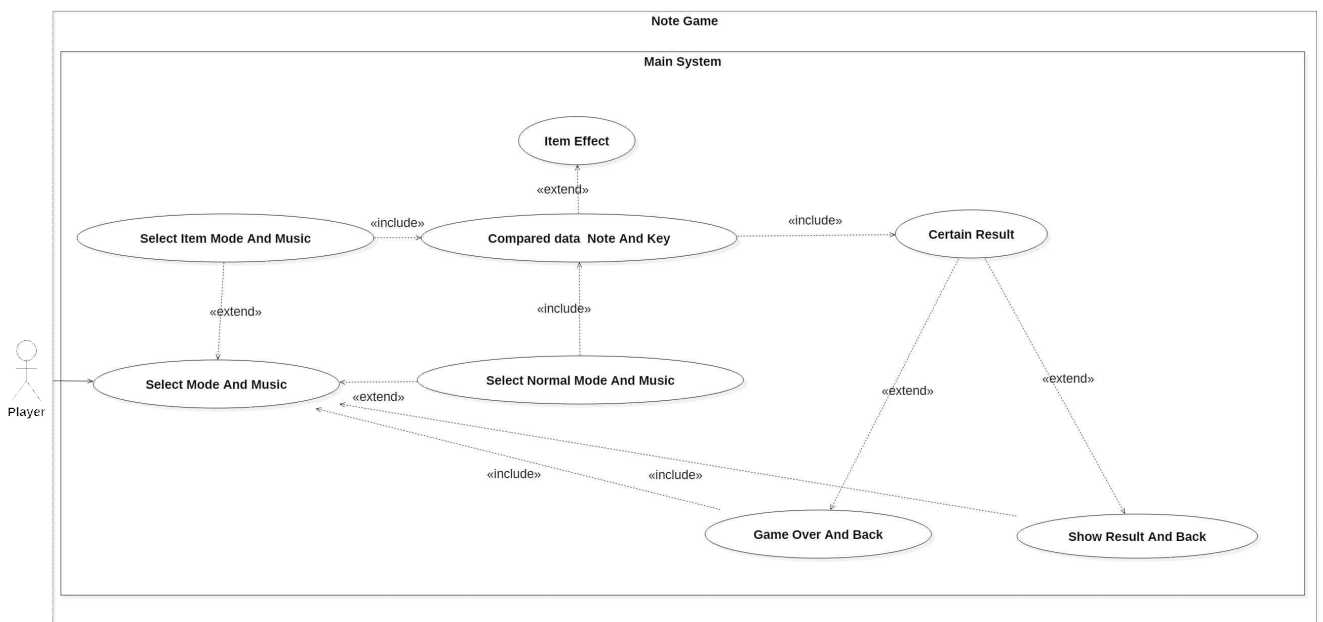 Note Game
Main System
Item Effect
«extend»
Select Item Mode And Music
«include»
Compared data  Note And Key
«include»
Certain Result
«extend»
«include»
Select Mode And Music
Select Normal Mode And Music
«extend»
«extend»
«extend»
Player
«include»
«include»
Game Over And Back
Show Result And Back